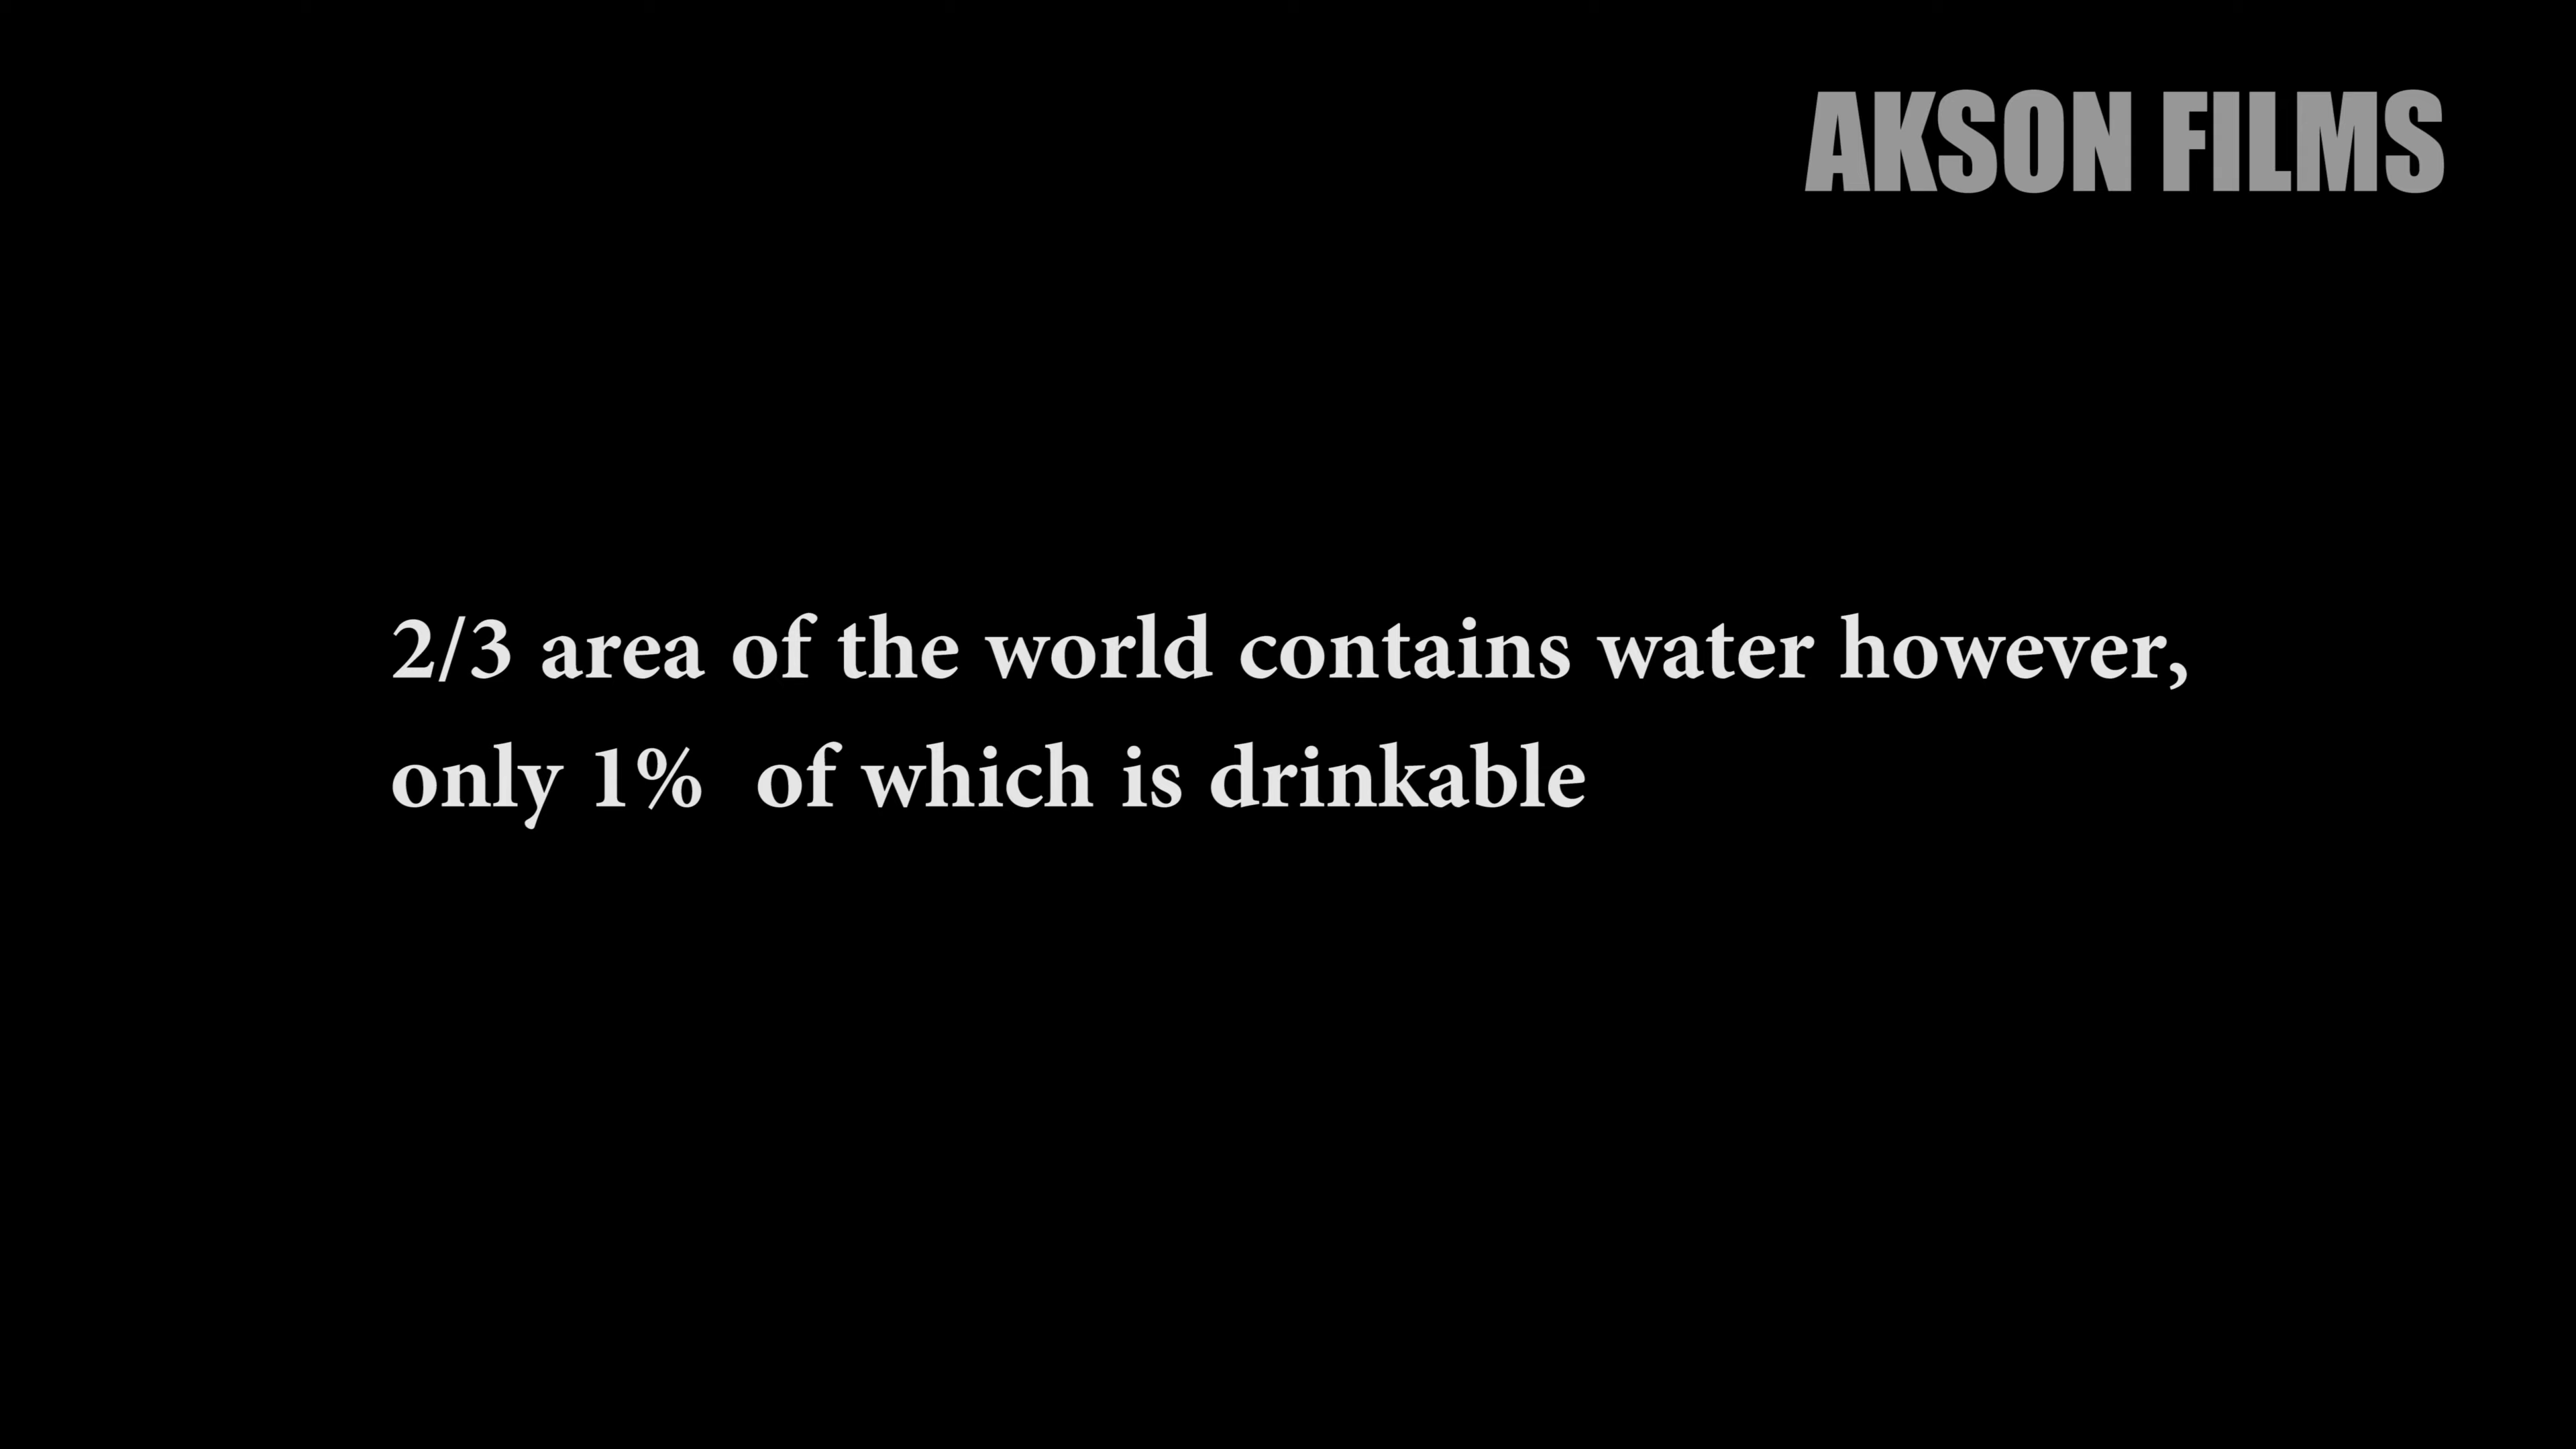 AKSON FILMS
2/3 area of the world contains water however,
only 1%  of which is drinkable